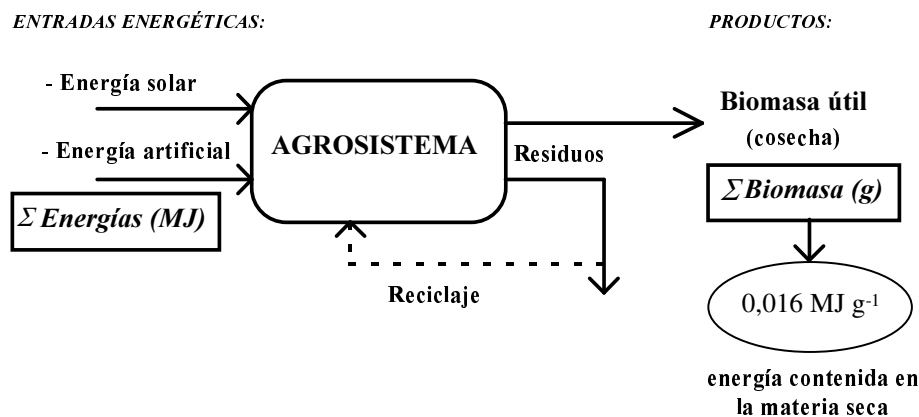 ENTRADAS ENERGÉTICAS:
PRODUCTOS:
- Energía solar
- Energía artificial
Σ Energías (MJ)
AGROSISTEMA
Residuos
Reciclaje
Biomasa útil
(cosecha)
Σ Biomasa (g)
0,016 MJ g⁻¹
energía contenida en
la materia seca